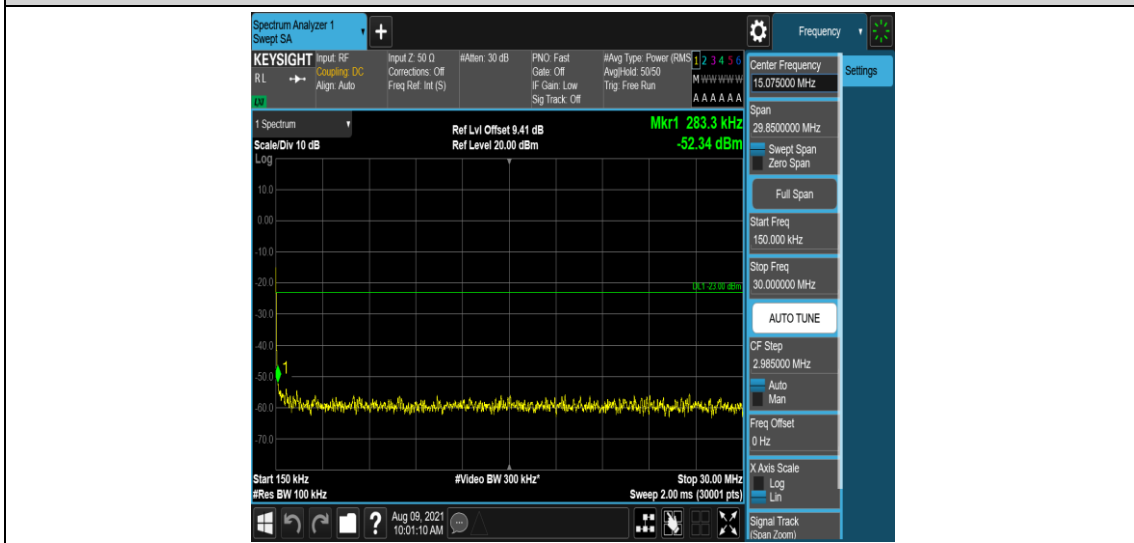 Spectrum Analyzer 1
Swept SA
+
Frequency
KEYSIGHT
RL
Input: RF
Coupling: DC
Align: Auto
Input Z: 50 Ω
Corrections: Off
Freq Ref: Int (S)
#Atten: 30 dB
PNO: Fast
Gate: Off
IF Gain: Low
Sig Track: Off
#Avg Type: Power (RMS
Avg|Hold: 50/50
Trig: Free Run
1 2 3 4 5 6
M W W W W W
A A A A A A
1 Spectrum
Scale/Div 10 dB
Log
Ref Lvl Offset 9.41 dB
Ref Level 20.00 dBm
Mkr1 283.3 kHz
-52.34 dBm
10.0
0.00
-10.0
-20.0
-30.0
-40.0
-50.0
-60.0
-70.0
DL1 -23.00 dBm
1
Start 150 kHz
#Res BW 100 kHz
#Video BW 300 kHz*
Stop 30.00 MHz
Sweep 2.00 ms (30001 pts)
Center Frequency
15.075000 MHz
Settings
Span
29.8500000 MHz
Swept Span
Zero Span
Full Span
Start Freq
150.000 kHz
Stop Freq
30.000000 MHz
AUTO TUNE
CF Step
2.985000 MHz
Auto
Man
Freq Offset
0 Hz
X Axis Scale
Log
Lin
Signal Track
(Span Zoom)
?
Aug 09, 2021
10:01:10 AM